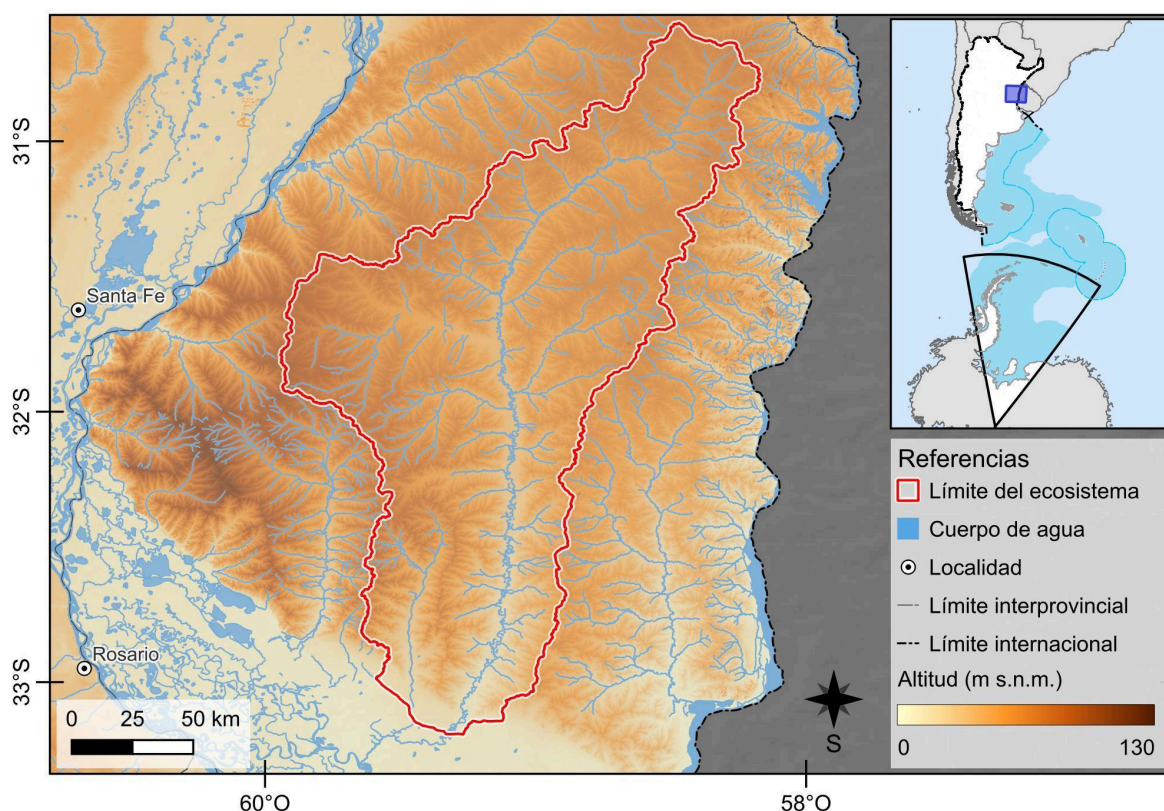 31°S
32°S
33°S
Santa Fe
Rosario
0 25 50 km
60°O
58°O
S
Referencias
Límite del ecosistema
Cuerpo de agua
Localidad
Límite interprovincial
Límite internacional
Altitud (m s.n.m.)
0 130